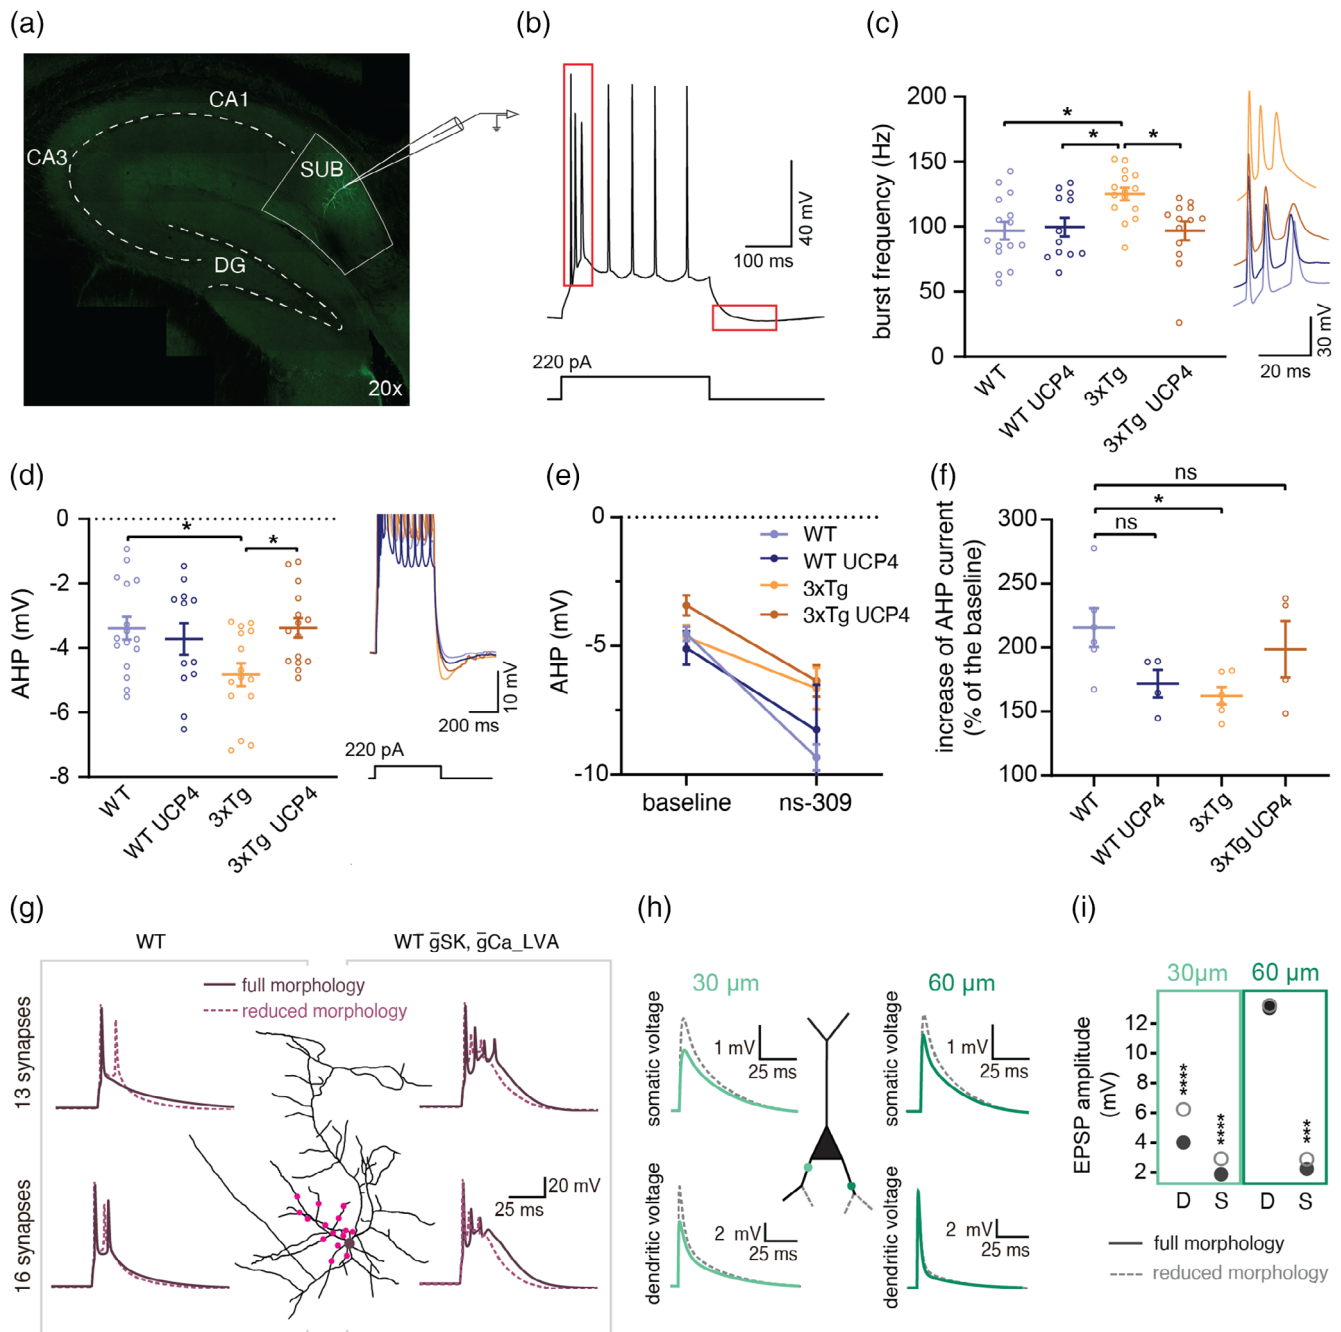 (a)
CA1
CA3
SUB
DG
20x
(b)
40 mV
100 ms
220 pA
(c)
burst frequency (Hz)
200
150
100
50
0
* * *
WT
WT UCP4
3xTg
3xTg UCP4
30 mV
20 ms
(d)
AHP (mV)
0
-2
-4
-6
-8
* *
WT
WT UCP4
3xTg
3xTg UCP4
10 mV
200 ms
220 pA
(e)
AHP (mV)
0
-5
-10
WT
WT UCP4
3xTg
3xTg UCP4
baseline ns-309
(f)
increase of AHP current
(% of the baseline)
300
250
200
150
100
ns
*
ns
WT
WT UCP4
3xTg
3xTg UCP4
(g)
WT
WT g̅SK, g̅Ca_LVA
full morphology
reduced morphology
13 synapses
16 synapses
20 mV
25 ms
(h)
30 µm
60 µm
somatic voltage
1 mV
25 ms
somatic voltage
1 mV
25 ms
dendritic voltage
2 mV
25 ms
dendritic voltage
2 mV
25 ms
(i)
30µm
60 µm
EPSP amplitude
(mV)
12
10
8
6
4
2
****
****
***
D S D S
full morphology
reduced morphology